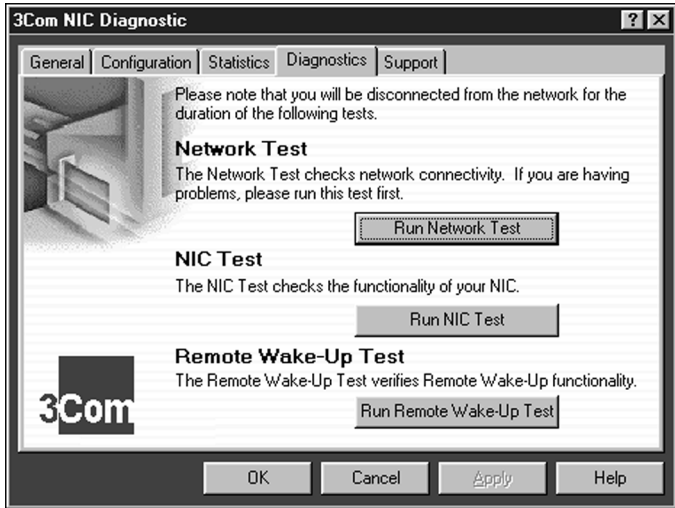 3Com NIC Diagnostic
General Configuration Statistics Diagnostics Support
Please note that you will be disconnected from the network for the
duration of the following tests.
Network Test
The Network Test checks network connectivity. If you are having
problems, please run this test first.
Run Network Test
NIC Test
The NIC Test checks the functionality of your NIC.
Run NIC Test
Remote Wake-Up Test
The Remote Wake-Up Test verifies Remote Wake-Up functionality.
3Com
Run Remote Wake-Up Test
OK Cancel Apply Help